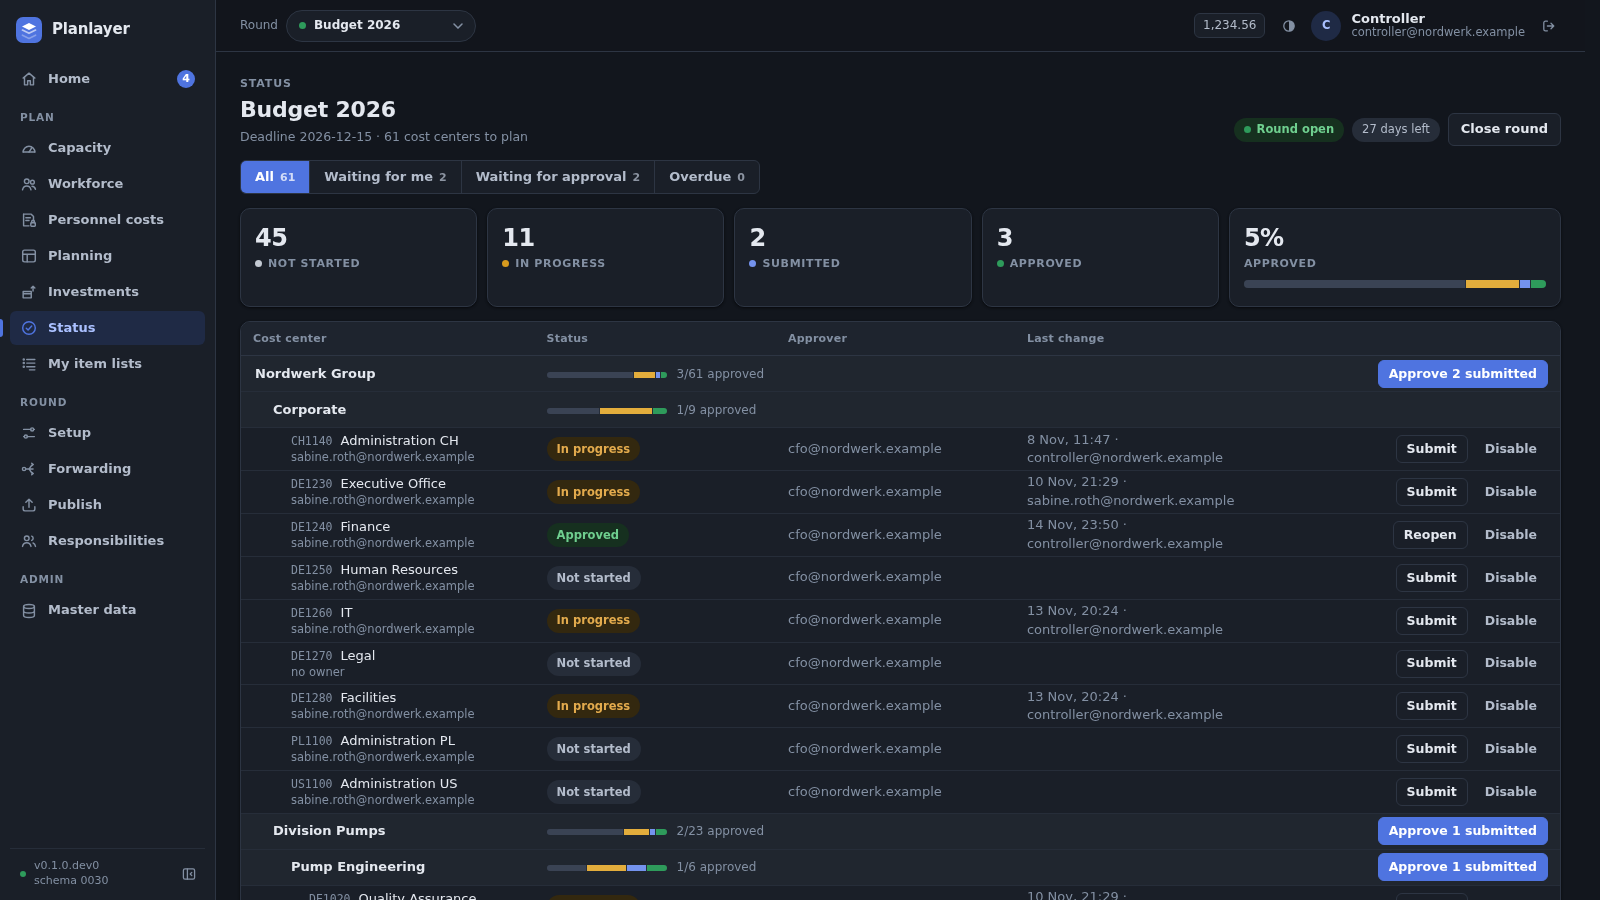 Planlayer
Home 4
PLAN
Capacity
Workforce
Personnel costs
Planning
Investments
Status
My item lists
ROUND
Setup
Forwarding
Publish
Responsibilities
ADMIN
Master data
v0.1.0.dev0
schema 0030
Round Budget 2026
1,234.56
C
Controller
controller@nordwerk.example
STATUS
Budget 2026
Deadline 2026-12-15 · 61 cost centers to plan
Round open 27 days left Close round
All 61 Waiting for me 2 Waiting for approval 2 Overdue 0
45
NOT STARTED
11
IN PROGRESS
2
SUBMITTED
3
APPROVED
5%
APPROVED
Cost center Status Approver Last change
Nordwerk Group 3/61 approved Approve 2 submitted
Corporate 1/9 approved
CH1140 Administration CH
sabine.roth@nordwerk.example
In progress cfo@nordwerk.example
8 Nov, 11:47 ·
controller@nordwerk.example
Submit Disable
DE1230 Executive Office
sabine.roth@nordwerk.example
In progress cfo@nordwerk.example
10 Nov, 21:29 ·
sabine.roth@nordwerk.example
Submit Disable
DE1240 Finance
sabine.roth@nordwerk.example
Approved cfo@nordwerk.example
14 Nov, 23:50 ·
controller@nordwerk.example
Reopen Disable
DE1250 Human Resources
sabine.roth@nordwerk.example
Not started cfo@nordwerk.example
Submit Disable
DE1260 IT
sabine.roth@nordwerk.example
In progress cfo@nordwerk.example
13 Nov, 20:24 ·
controller@nordwerk.example
Submit Disable
DE1270 Legal
no owner
Not started cfo@nordwerk.example
Submit Disable
DE1280 Facilities
sabine.roth@nordwerk.example
In progress cfo@nordwerk.example
13 Nov, 20:24 ·
controller@nordwerk.example
Submit Disable
PL1100 Administration PL
sabine.roth@nordwerk.example
Not started cfo@nordwerk.example
Submit Disable
US1100 Administration US
sabine.roth@nordwerk.example
Not started cfo@nordwerk.example
Submit Disable
Division Pumps 2/23 approved Approve 1 submitted
Pump Engineering 1/6 approved Approve 1 submitted
DE1020 Quality Assurance
10 Nov, 21:29 ·